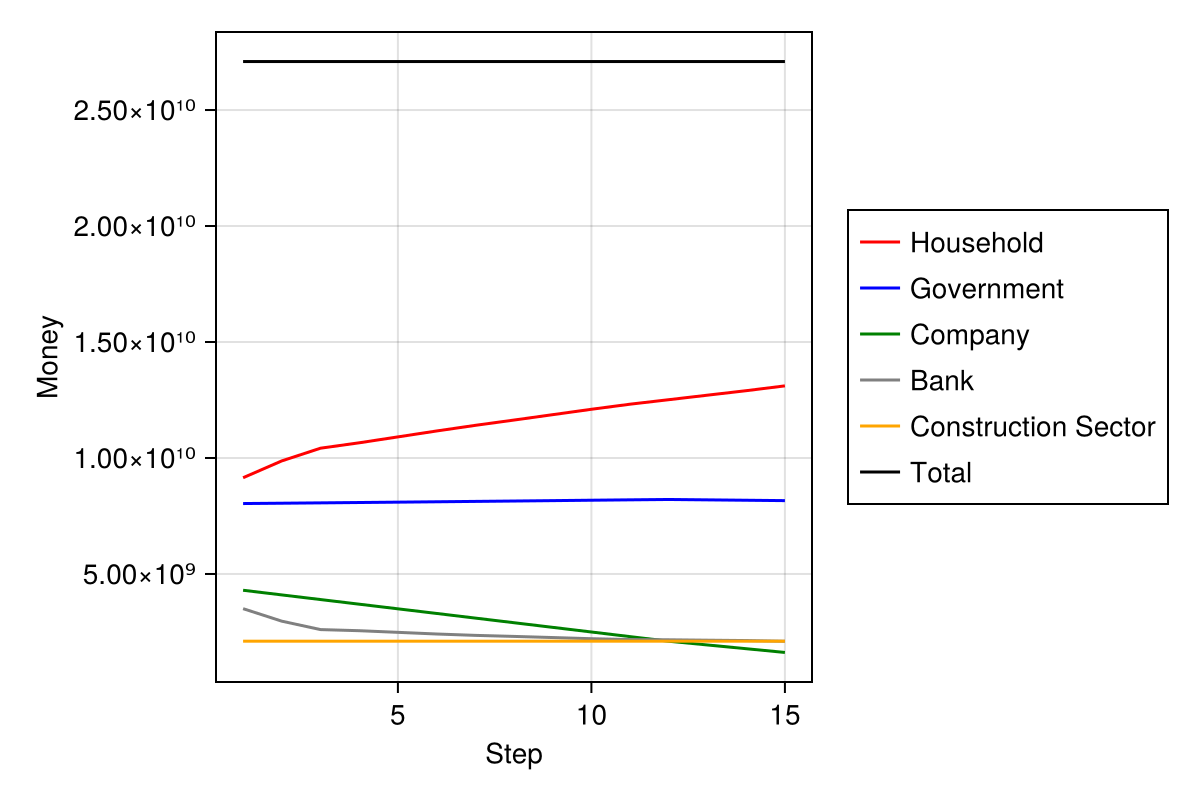 2.50×10¹⁰
2.00×10¹⁰
1.50×10¹⁰
1.00×10¹⁰
5.00×10⁹
Money
5
10
15
Step
Household
Government
Company
Bank
Construction Sector
Total